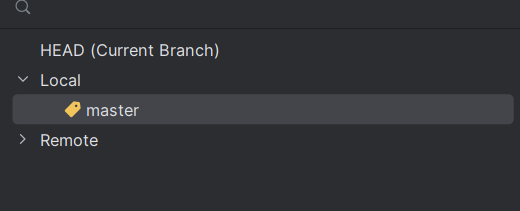 HEAD (Current Branch)
Local
master
Remote